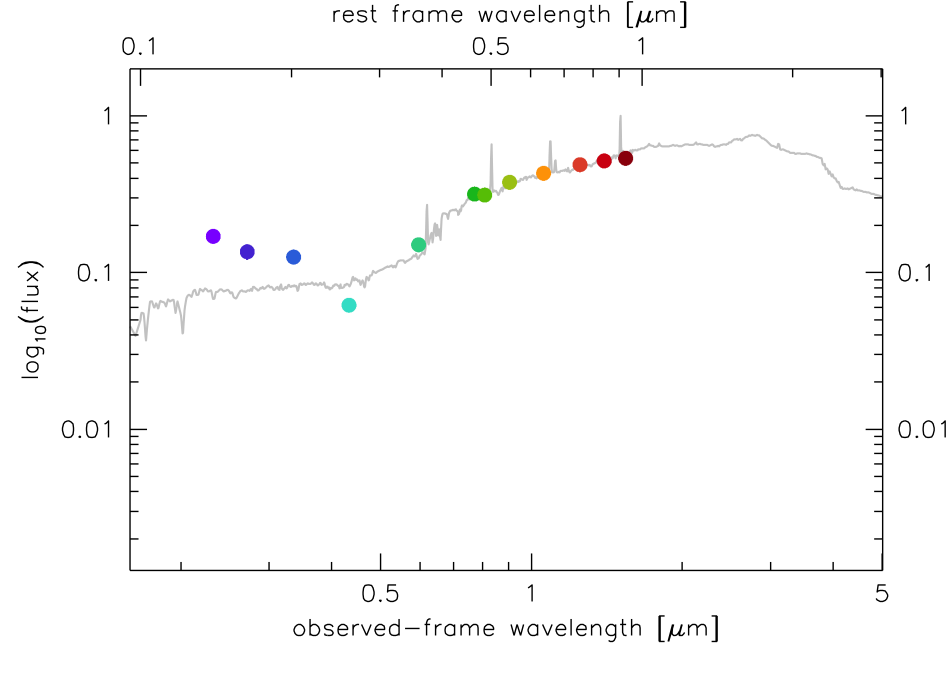 rest frame wavelength [μm]
0.1 0.5 1
1 1
0.1 0.1
0.01 0.01
log10(flux)
0.5 1 5
observed-frame wavelength [μm]